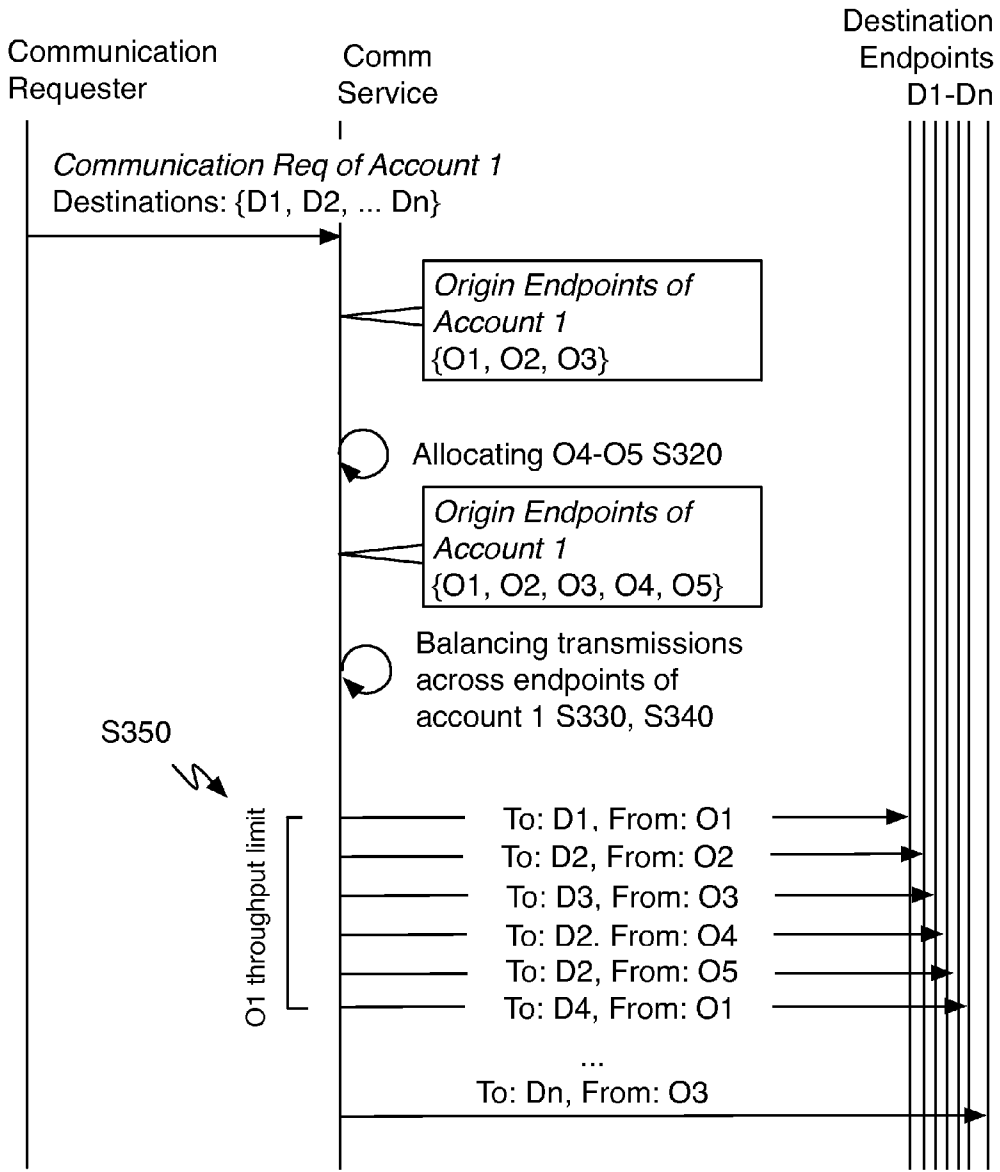 Communication
Requester
Comm
Service
Destination
Endpoints
D1-Dn
Communication Req of Account 1
Destinations: {D1, D2, ... Dn}
Origin Endpoints of
Account 1
{O1, O2, O3}
Allocating O4-O5 S320
Origin Endpoints of
Account 1
{O1, O2, O3, O4, O5}
Balancing transmissions
across endpoints of
account 1 S330, S340
S350
O1 throughput limit
To: D1, From: O1
To: D2, From: O2
To: D3, From: O3
To: D2. From: O4
To: D2, From: O5
To: D4, From: O1
...
To: Dn, From: O3